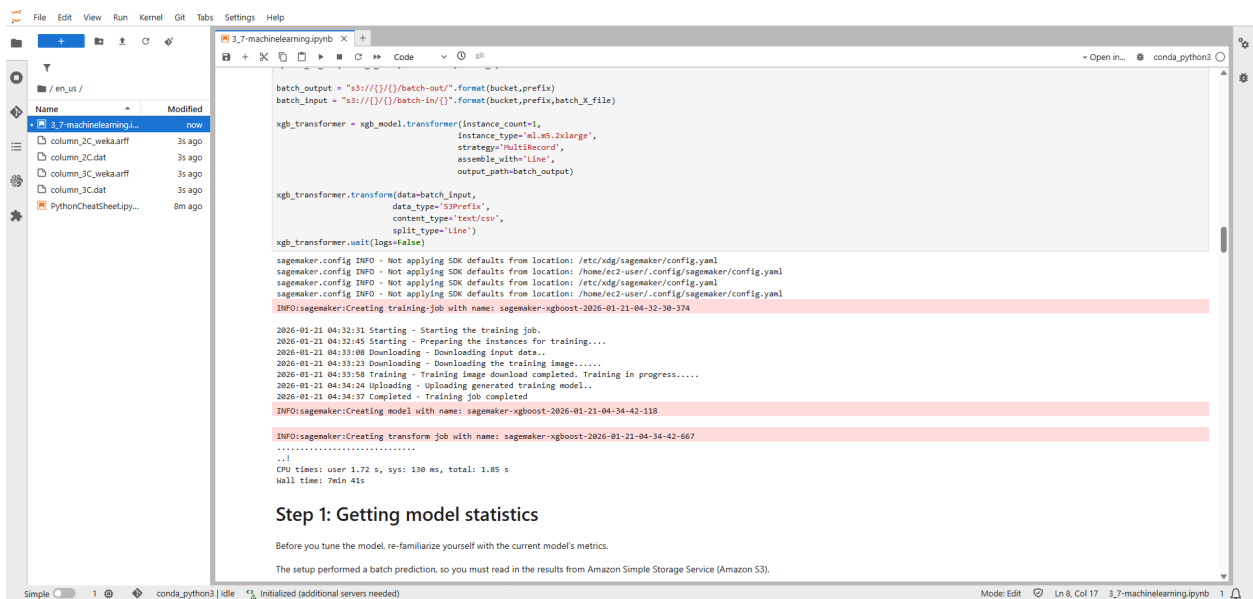 File Edit View Run Kernel Git Tabs Settings Help
3_7-machinelearning.ipynb
Code
git
Open in...
conda_python3
/ en_us /
Name Modified
3_7-machinelearning.i... now
column_2C_weka.arff 3s ago
column_2C.dat 3s ago
column_3C_weka.arff 3s ago
column_3C.dat 3s ago
PythonCheatSheet.ipy... 8m ago
batch_output = "s3://{}/{}/batch-out/".format(bucket,prefix)
batch_input = "s3://{}/{}/batch-in/{}".format(bucket,prefix,batch_X_file)
xgb_transformer = xgb_model.transformer(instance_count=1,
instance_type='ml.m5.2xlarge',
strategy='MultiRecord',
assemble_with='Line',
output_path=batch_output)
xgb_transformer.transform(data=batch_input,
data_type='S3Prefix',
content_type='text/csv',
split_type='Line')
xgb_transformer.wait(logs=False)
sagemaker.config INFO - Not applying SDK defaults from location: /etc/xdg/sagemaker/config.yaml
sagemaker.config INFO - Not applying SDK defaults from location: /home/ec2-user/.config/sagemaker/config.yaml
sagemaker.config INFO - Not applying SDK defaults from location: /etc/xdg/sagemaker/config.yaml
sagemaker.config INFO - Not applying SDK defaults from location: /home/ec2-user/.config/sagemaker/config.yaml
INFO:sagemaker:Creating training-job with name: sagemaker-xgboost-2026-01-21-04-32-30-374
2026-01-21 04:32:31 Starting - Starting the training job.
2026-01-21 04:32:45 Starting - Preparing the instances for training....
2026-01-21 04:33:08 Downloading - Downloading input data..
2026-01-21 04:33:23 Downloading - Downloading the training image......
2026-01-21 04:33:58 Training - Training image download completed. Training in progress.....
2026-01-21 04:34:24 Uploading - Uploading generated training model..
2026-01-21 04:34:37 Completed - Training job completed
INFO:sagemaker:Creating model with name: sagemaker-xgboost-2026-01-21-04-34-42-118
INFO:sagemaker:Creating transform job with name: sagemaker-xgboost-2026-01-21-04-34-42-667
..............................
..!
CPU times: user 1.72 s, sys: 130 ms, total: 1.85 s
Wall time: 7min 41s
Step 1: Getting model statistics
Before you tune the model, re-familiarize yourself with the current model's metrics.
The setup performed a batch prediction, so you must read in the results from Amazon Simple Storage Service (Amazon S3).
Simple 1 conda_python3 | Idle Initialized (additional servers needed) Mode: Edit Ln 8, Col 17 3_7-machinelearning.ipynb 1